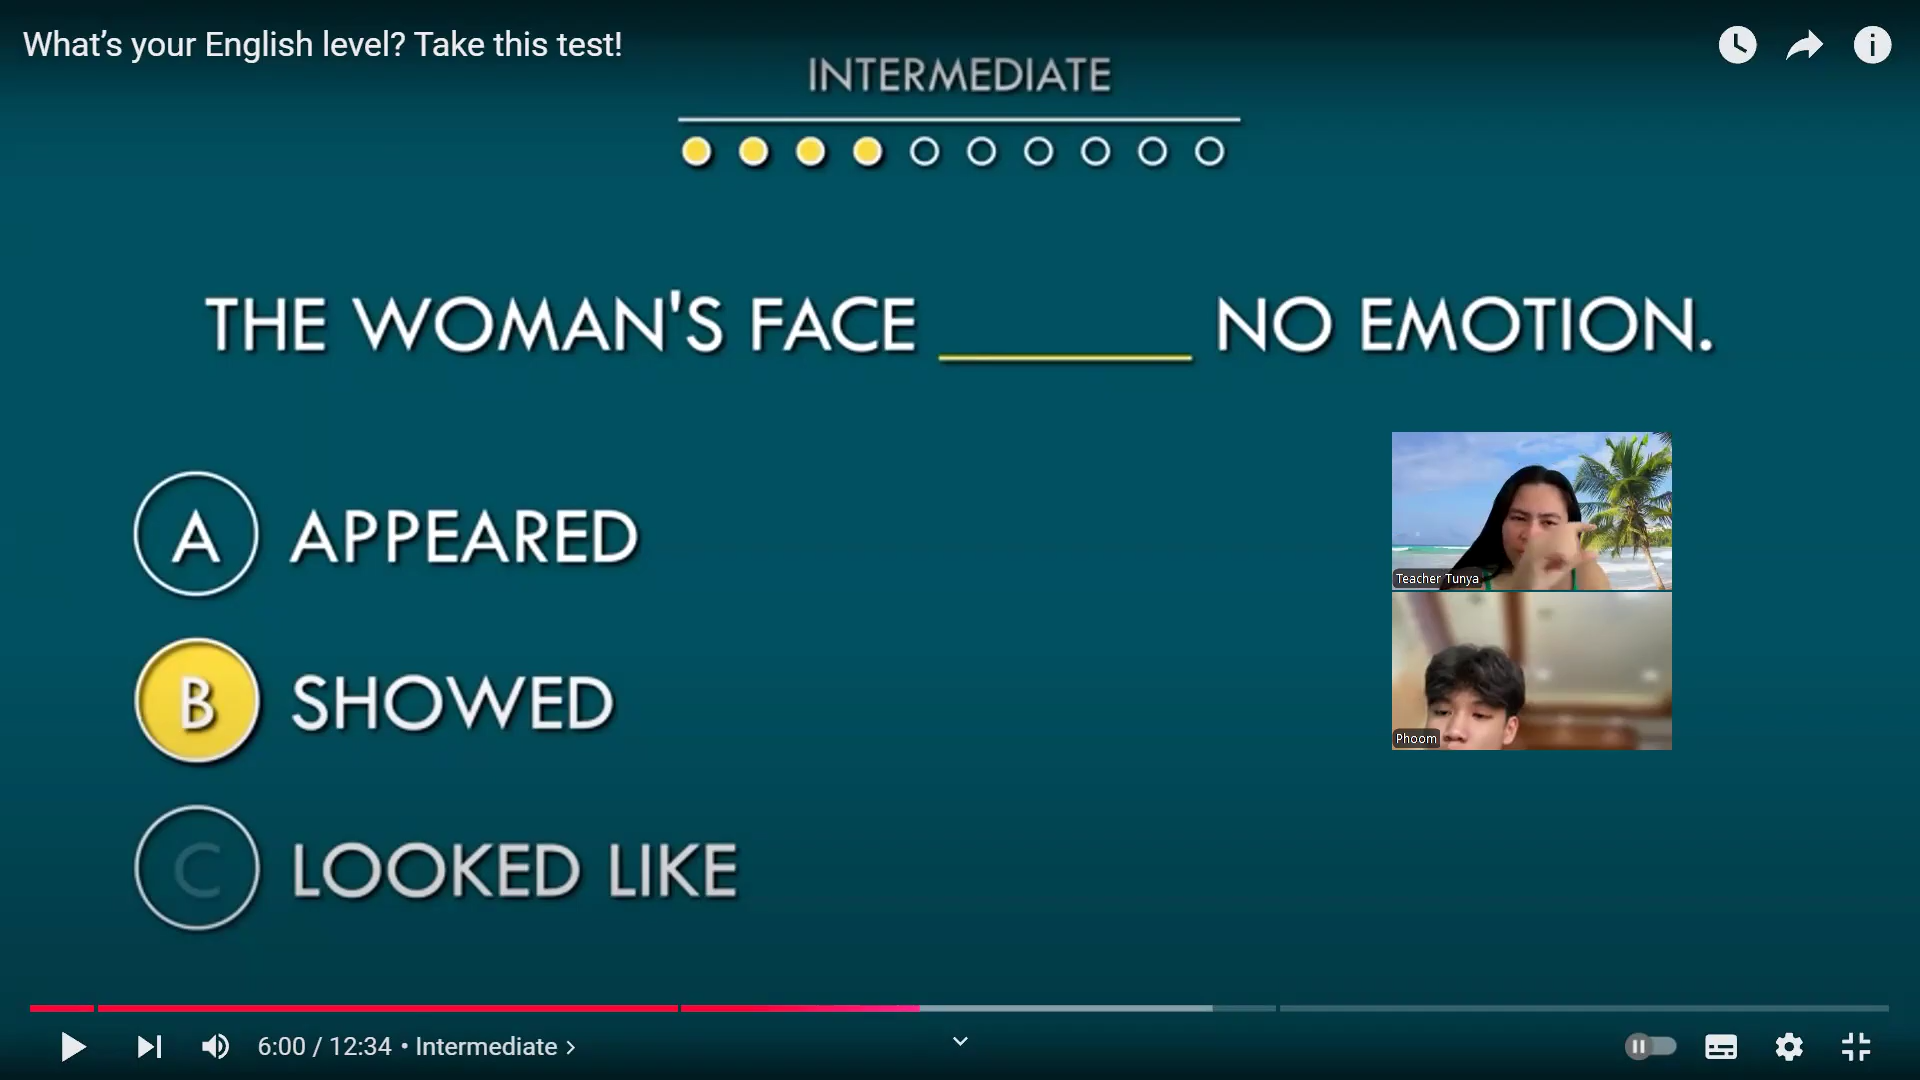 What's your English level? Take this test!
INTERMEDIATE
THE WOMAN'S FACE ______ NO EMOTION.
A APPEARED
B SHOWED
C LOOKED LIKE
Teacher Tunya
Phoom
6:00 / 12:34 • Intermediate >